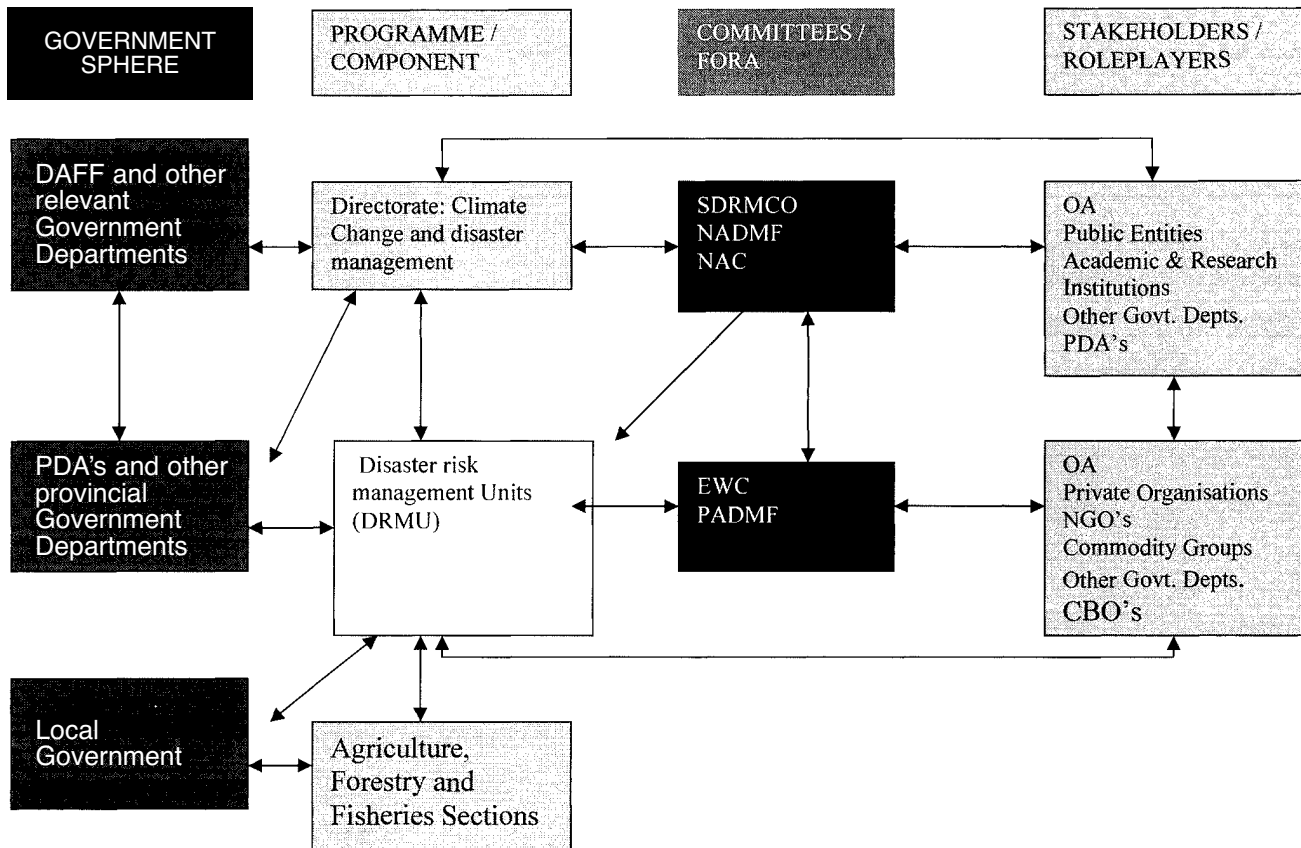 GOVERNMENT
SPHERE
PROGRAMME /
COMPONENT
COMMITTEES /
FORA
STAKEHOLDERS /
ROLEPLAYERS
DAFF and other
relevant
Government
Departments
Directorate: Climate
Change and disaster
management
SDRMCO
NADMF
NAC
OA
Public Entities
Academic & Research
Institutions
Other Govt. Depts.
PDA's
PDA's and other
provincial
Government
Departments
Disaster risk
management Units
(DRMU)
EWC
PADMF
OA
Private Organisations
NGO's
Commodity Groups
Other Govt. Depts.
CBO's
Local
Government
Agriculture,
Forestry and
Fisheries Sections